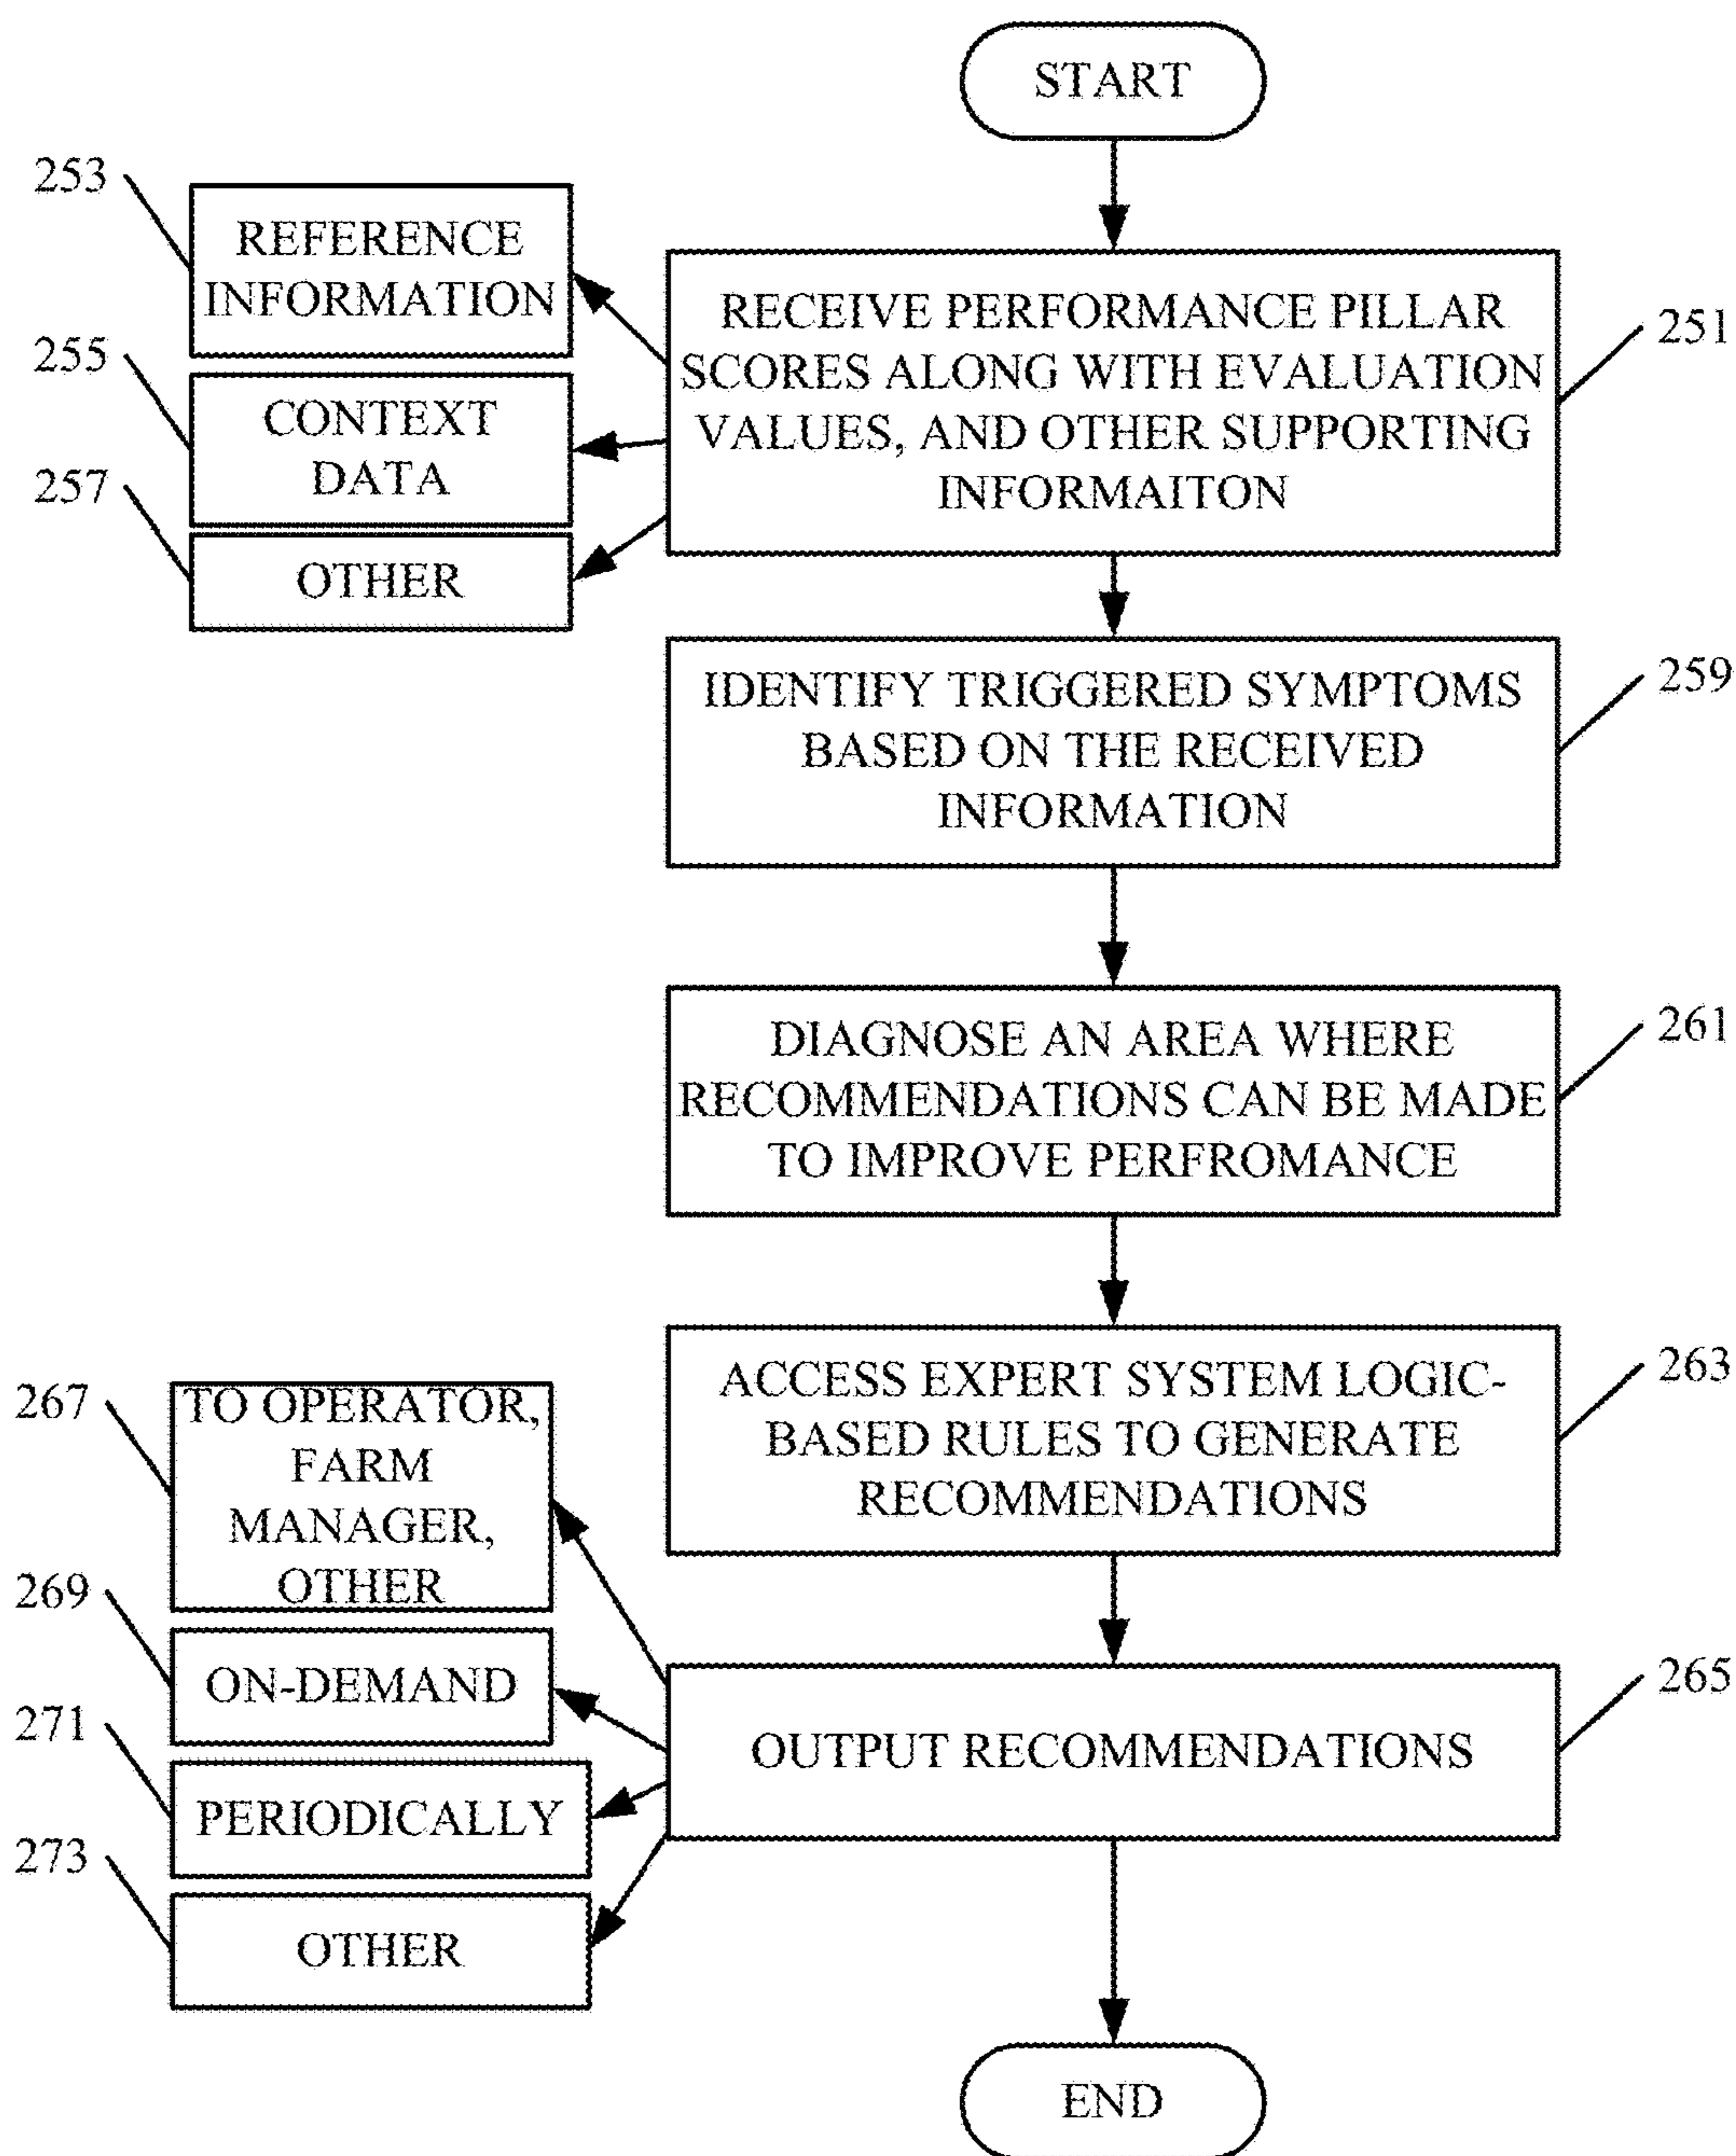 START
253
REFERENCE
INFORMATION
255
CONTEXT
DATA
257
OTHER
RECEIVE PERFORMANCE PILLAR
SCORES ALONG WITH EVALUATION
VALUES, AND OTHER SUPPORTING
INFORMAITON
251
IDENTIFY TRIGGERED SYMPTOMS
BASED ON THE RECEIVED
INFORMATION
259
DIAGNOSE AN AREA WHERE
RECOMMENDATIONS CAN BE MADE
TO IMPROVE PERFROMANCE
261
ACCESS EXPERT SYSTEM LOGIC-
BASED RULES TO GENERATE
RECOMMENDATIONS
263
267
TO OPERATOR,
FARM
MANAGER,
OTHER
269
ON-DEMAND
271
PERIODICALLY
273
OTHER
OUTPUT RECOMMENDATIONS
265
END